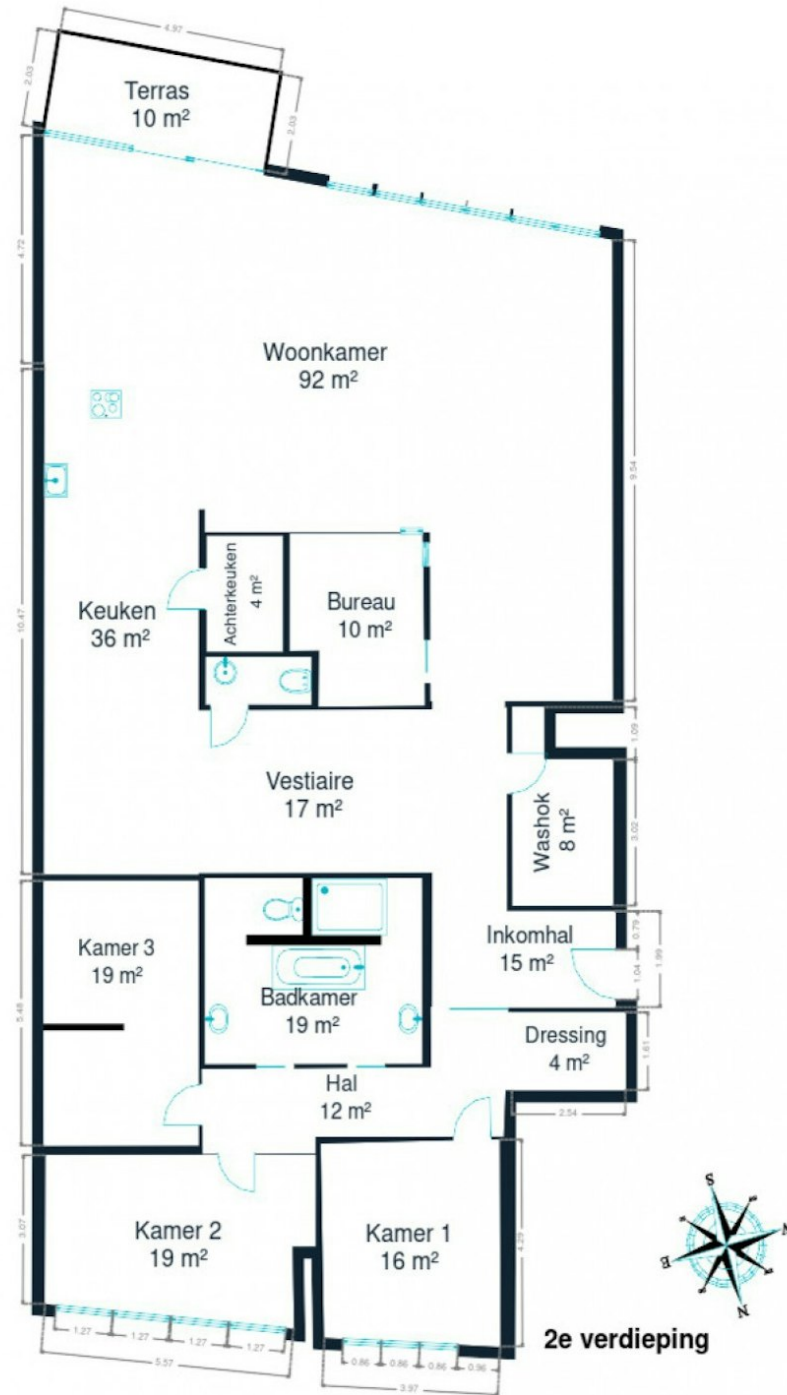 4.97
2.03
Terras
10 m²
2.03
4.72
Woonkamer
92 m²
9.54
10.47
Achterkeuken
4 m²
Keuken
36 m²
Bureau
10 m²
1.09
Vestiaire
17 m²
Washok
8 m²
3.02
Kamer 3
19 m²
Inkomhal
15 m²
0.79
1.99
1.04
5.48
Badkamer
19 m²
Dressing
4 m²
1.61
Hal
12 m²
2.54
3.07
Kamer 2
19 m²
Kamer 1
16 m²
4.29
S
E
N
2e verdieping
1.27
1.27
1.27
1.27
5.57
0.86
0.86
0.86
0.96
3.97